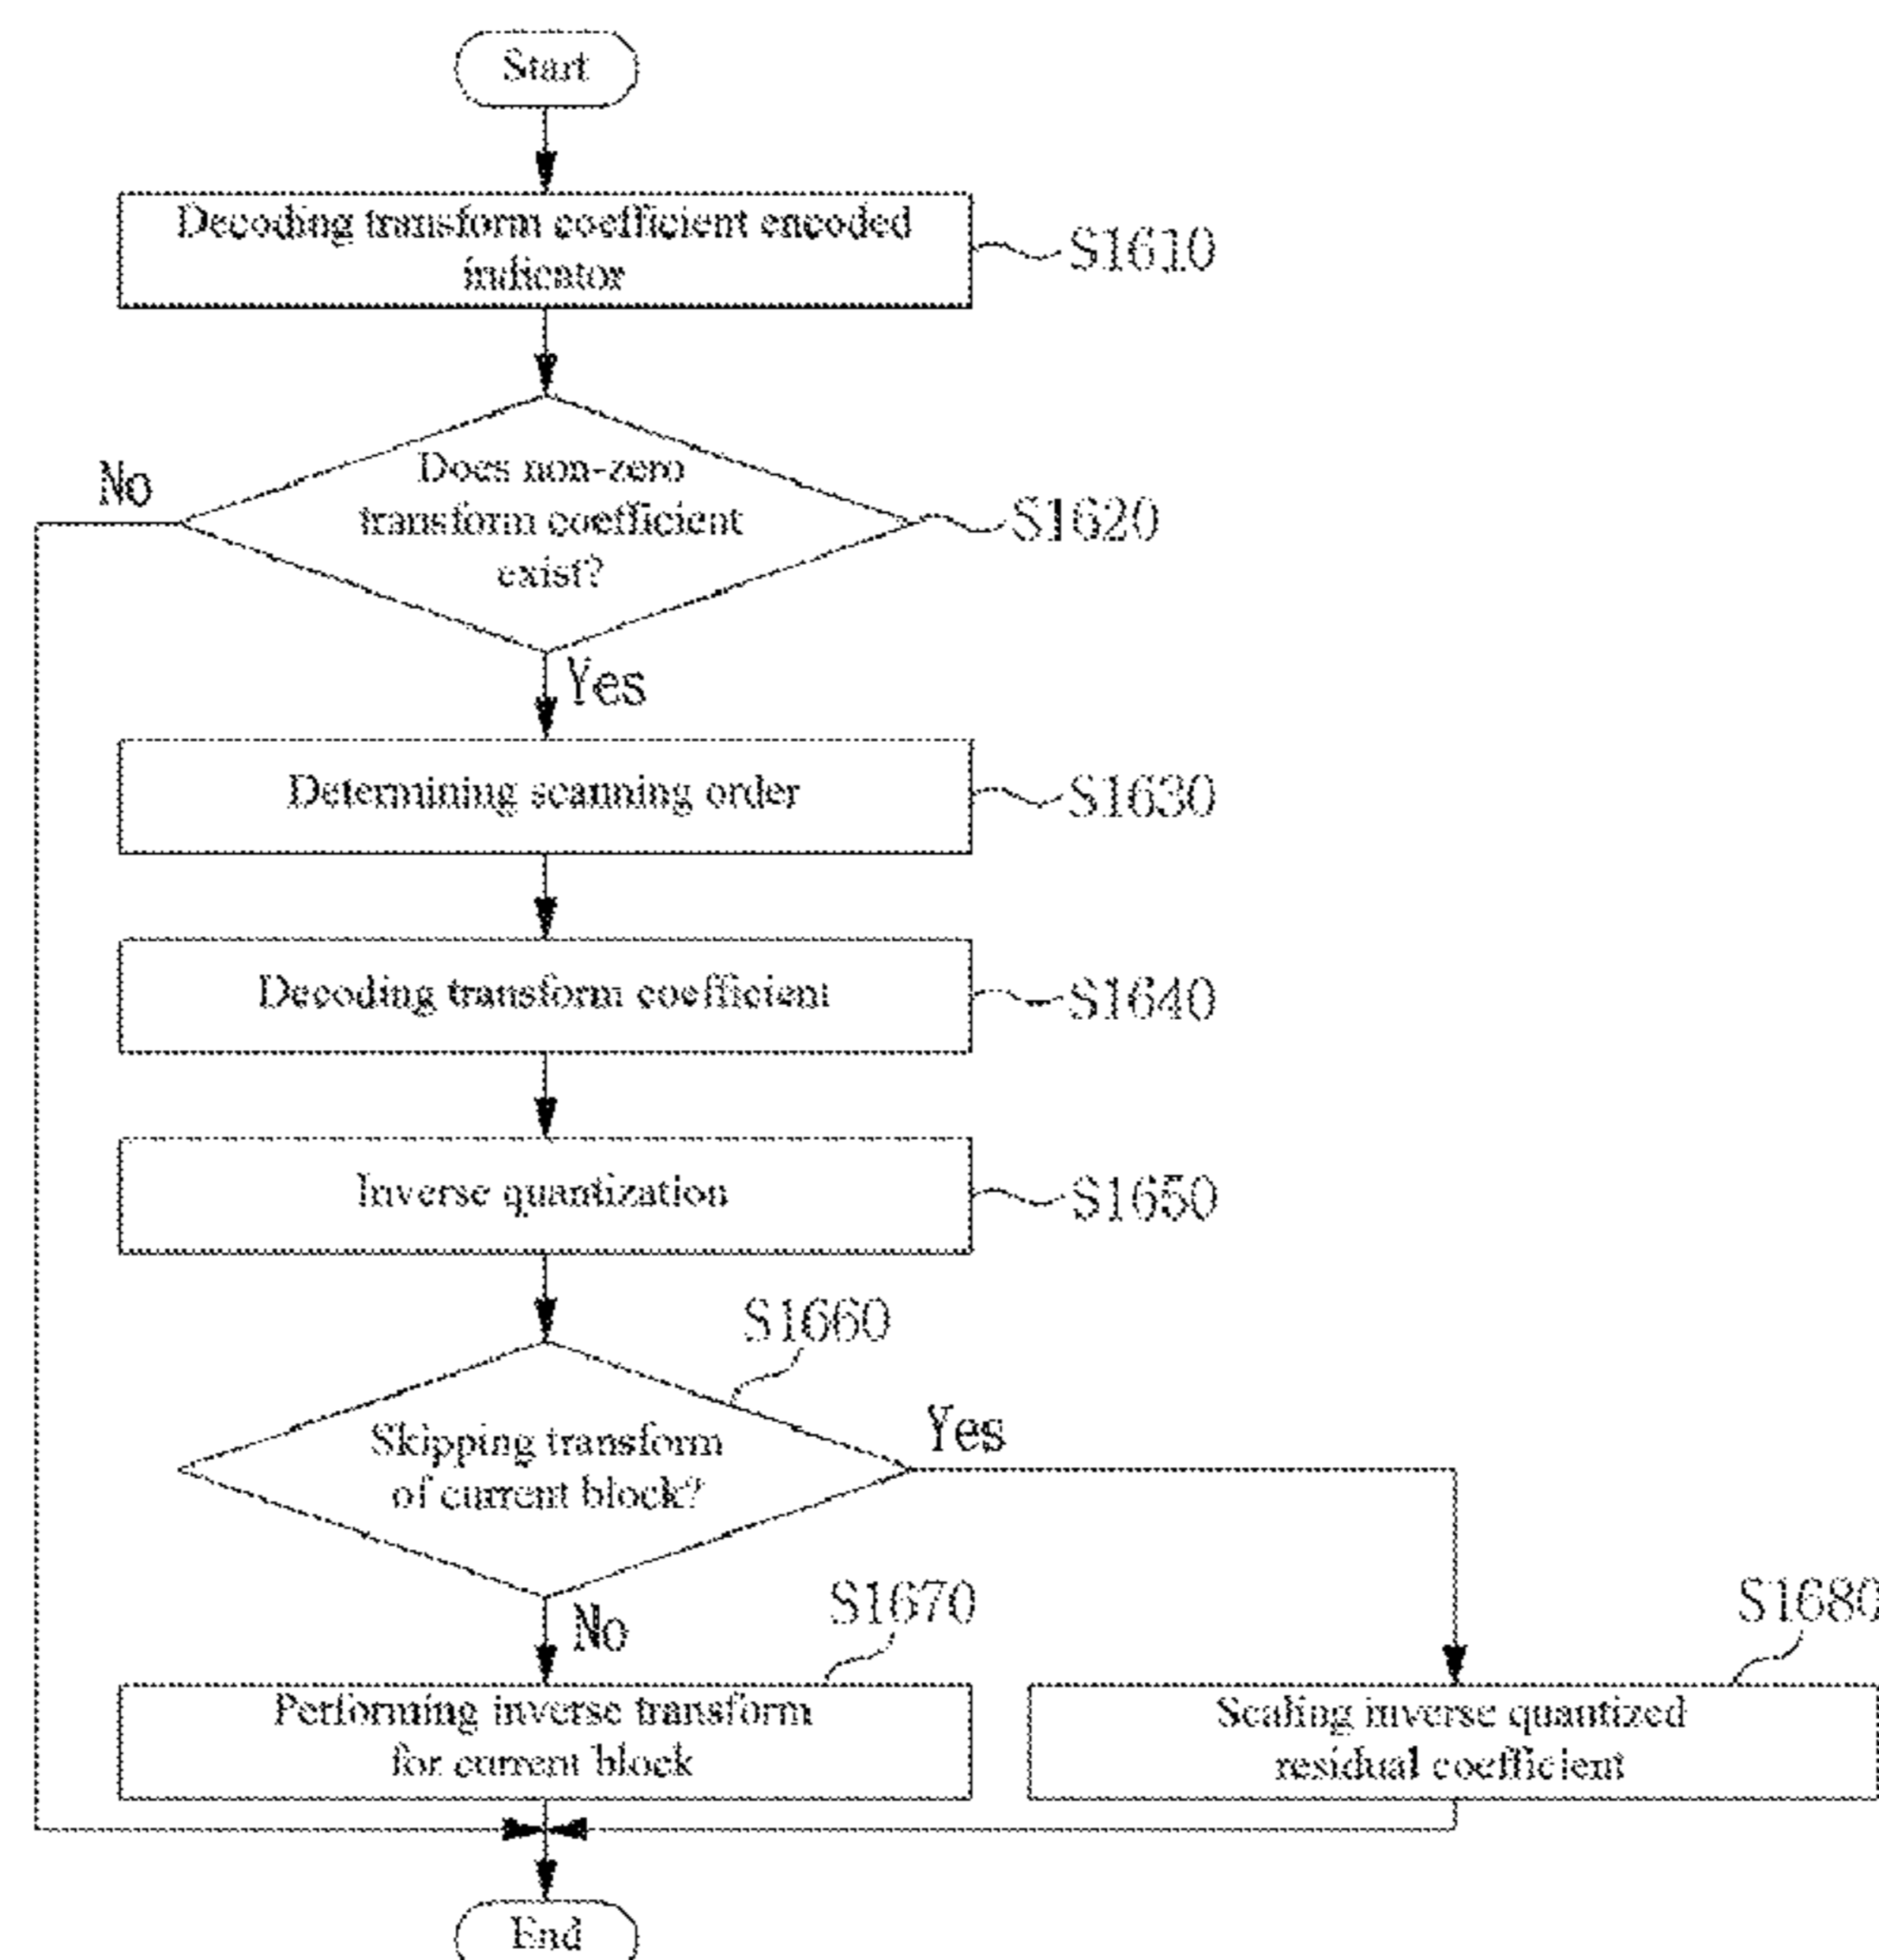 Start
Decoding transform coefficient encoded
indicator
S1610
Does non-zero
transform coefficient
exist?
No
S1620
Yes
Determining scanning order
S1630
Decoding transform coefficient
S1640
Inverse quantization
S1650
S1660
Skipping transform
of current block?
Yes
No
S1670
S1680
Performing inverse transform
for current block
Scaling inverse quantized
residual coefficient
End